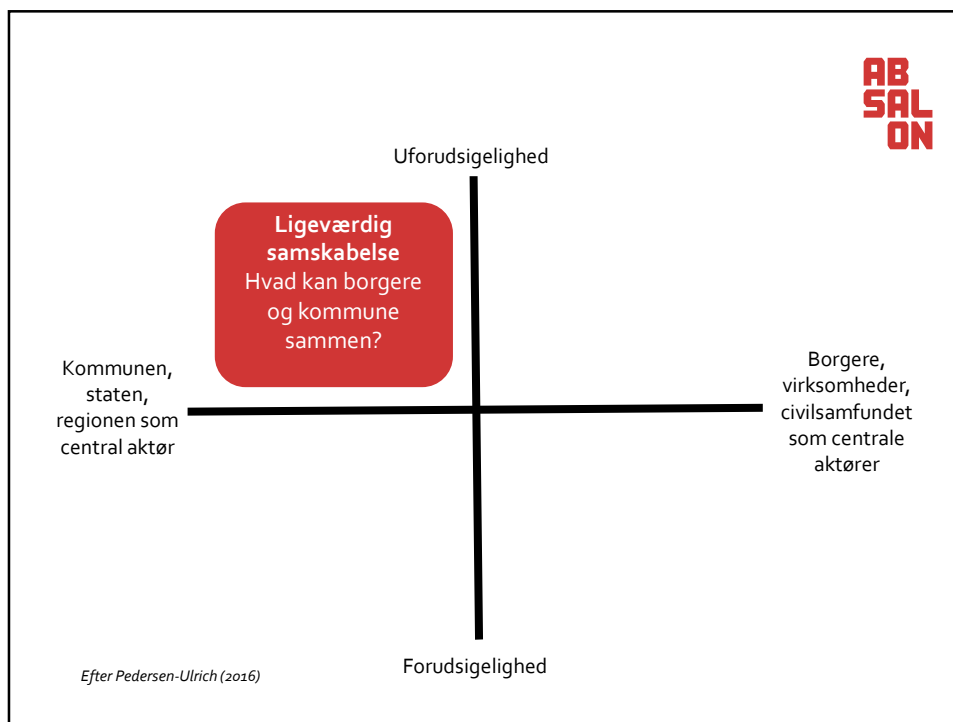 AB
SAL
ON
Uforudsigelighed
Ligeværdig
samskabelse
Hvad kan borgere
og kommune
sammen?
Kommunen,
staten,
regionen som
central aktør
Borgere,
virksomheder,
civilsamfundet
som centrale
aktører
Forudsigelighed
Efter Pedersen-Ulrich (2016)